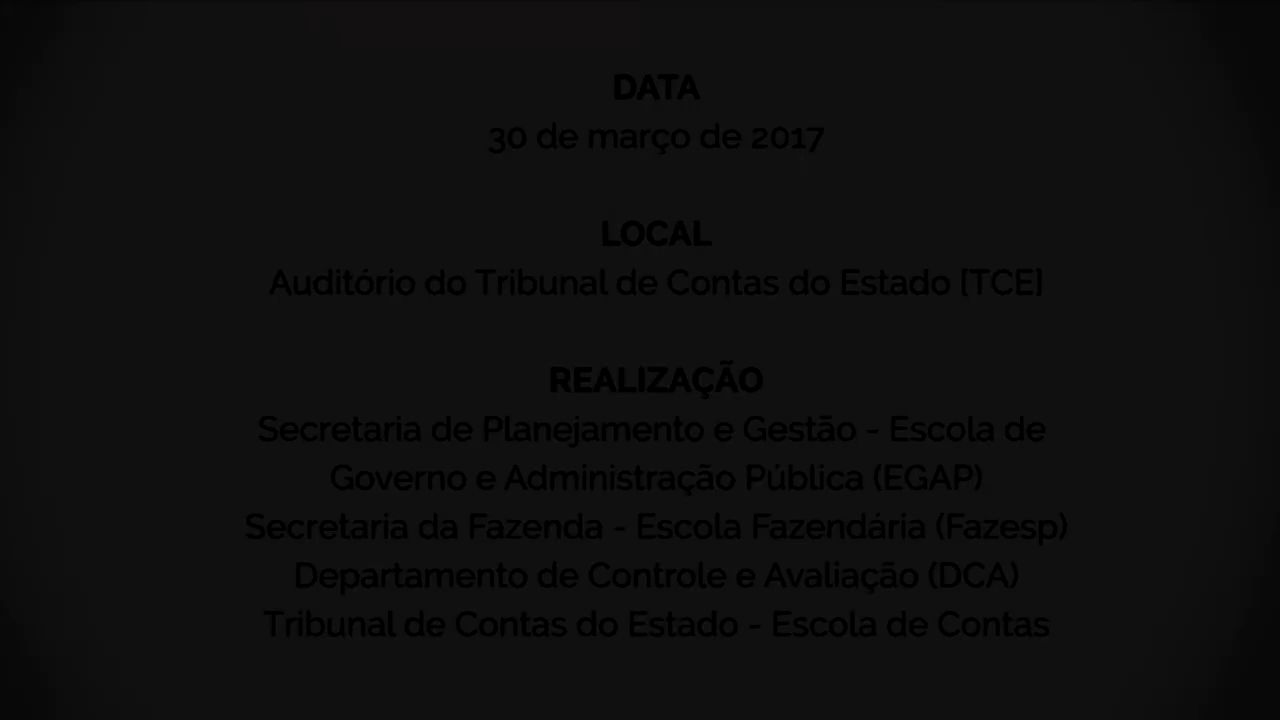 DATA
30 de março de 2017
LOCAL
Auditório do Tribunal de Contas do Estado [TCE]
REALIZAÇÃO
Secretaria de Planejamento e Gestão - Escola de
Governo e Administração Pública (EGAP)
Secretaria da Fazenda - Escola Fazendária (Fazesp)
Departamento de Controle e Avaliação (DCA)
Tribunal de Contas do Estado - Escola de Contas